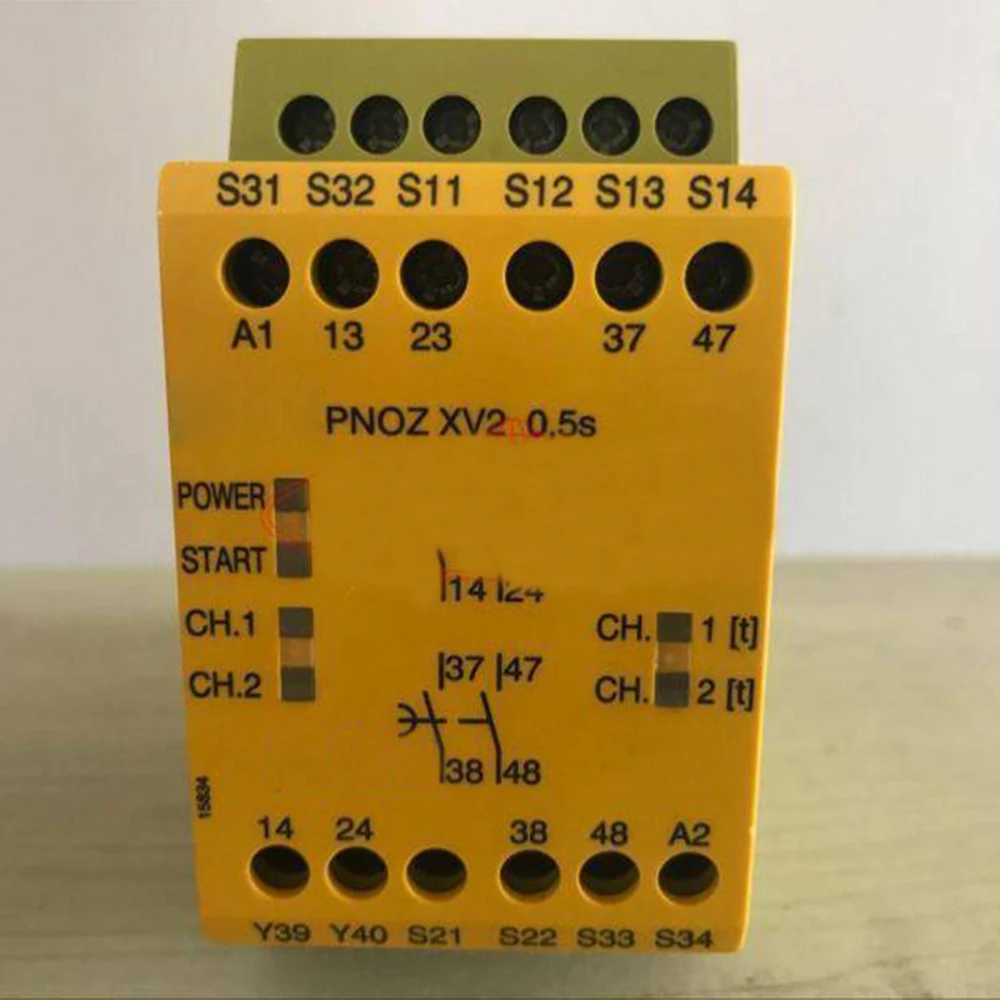 S31 S32 S11 S12 S13 S14
A1 13 23 37 47
PNOZ XV2 0,5s
POWER
START
CH.1
CH.2
14 24
37 47
38 48
CH. 1 [t]
CH. 2 [t]
15834
14 24 38 48 A2
Y39 Y40 S21 S22 S33 S34